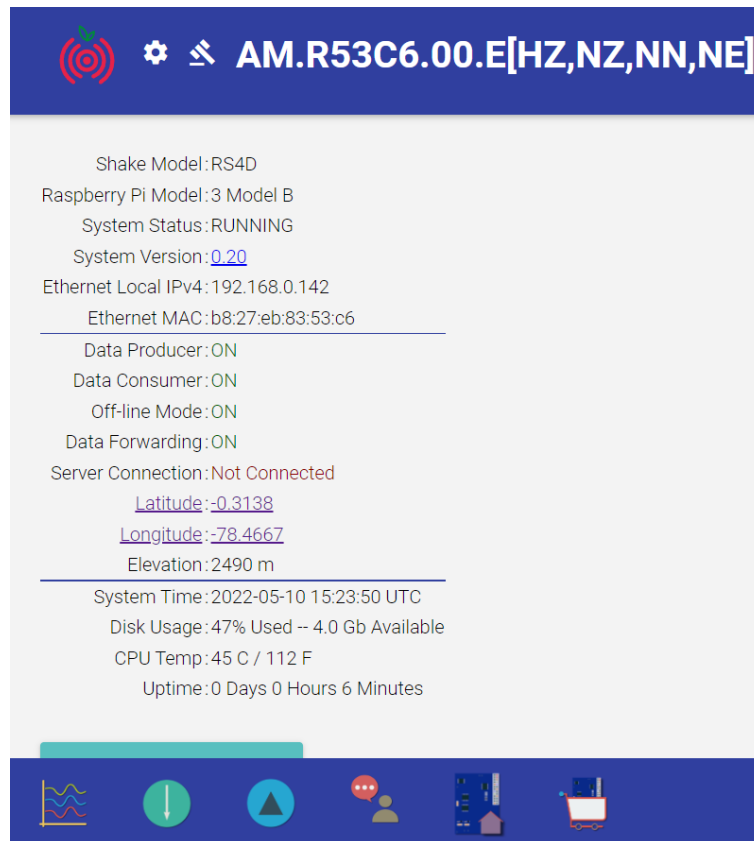 AM.R53C6.00.E[HZ,NZ,NN,NE]
Shake Model:RS4D
Raspberry Pi Model:3 Model B
System Status:RUNNING
System Version:0.20
Ethernet Local IPv4:192.168.0.142
Ethernet MAC:b8:27:eb:83:53:c6
Data Producer:ON
Data Consumer:ON
Off-line Mode:ON
Data Forwarding:ON
Server Connection:Not Connected
Latitude:-0.3138
Longitude:-78.4667
Elevation:2490 m
System Time:2022-05-10 15:23:50 UTC
Disk Usage:47% Used -- 4.0 Gb Available
CPU Temp:45 C / 112 F
Uptime:0 Days 0 Hours 6 Minutes